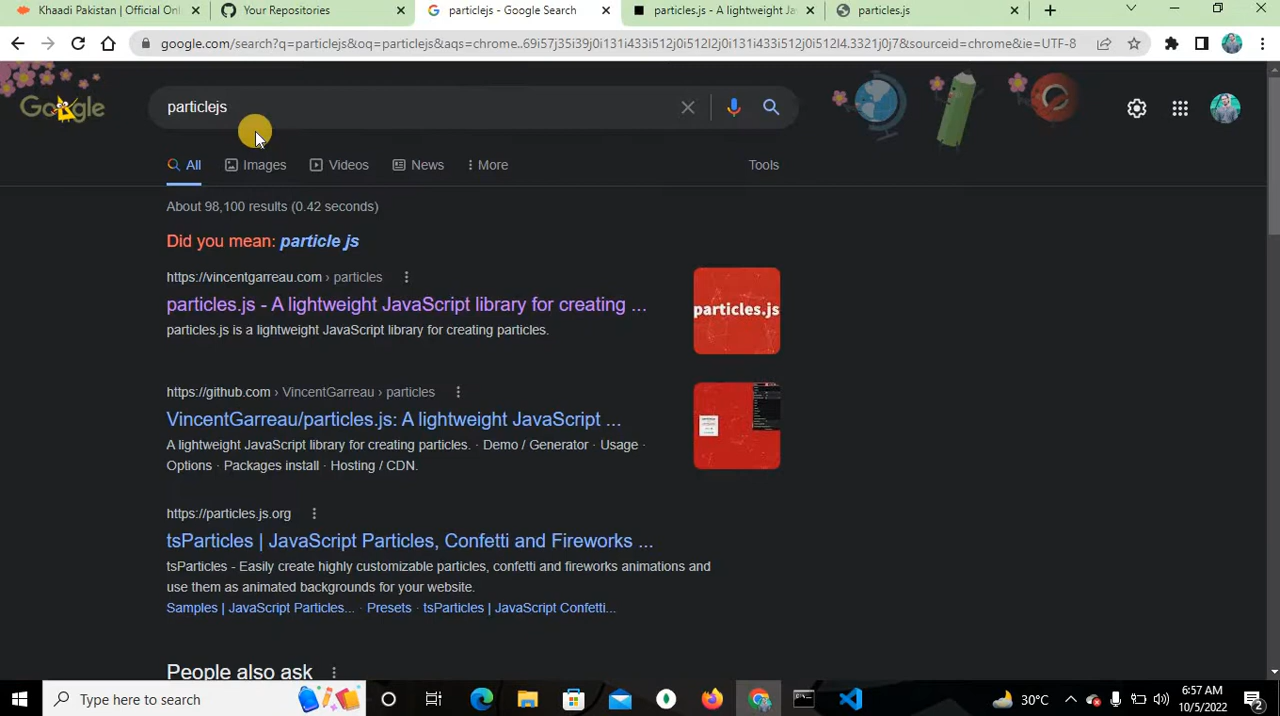 Khaadi Pakistan | Official Onl
Your Repositories
particlejs - Google Search
particles.js - A lightweight Ja
particles.js
google.com/search?q=particlejs&oq=particlejs&aqs=chrome..69i57j35i39j0i131i433i512j0i512l2j0i131i433i512j0i512l4.3321j0j7&sourceid=chrome&ie=UTF-8
Google
particlejs
All
Images
Videos
News
More
Tools
About 98,100 results (0.42 seconds)
Did you mean: particle js
https://vincentgarreau.com › particles
particles.js - A lightweight JavaScript library for creating ...
particles.js is a lightweight JavaScript library for creating particles.
particles.js
https://github.com › VincentGarreau › particles
VincentGarreau/particles.js: A lightweight JavaScript ...
A lightweight JavaScript library for creating particles. · Demo / Generator · Usage ·
Options · Packages install · Hosting / CDN.
https://particles.js.org
tsParticles | JavaScript Particles, Confetti and Fireworks ...
tsParticles - Easily create highly customizable particles, confetti and fireworks animations and
use them as animated backgrounds for your website.
Samples | JavaScript Particles... · Presets · tsParticles | JavaScript Confetti...
People also ask
Type here to search
30°C
6:57 AM
10/5/2022
2